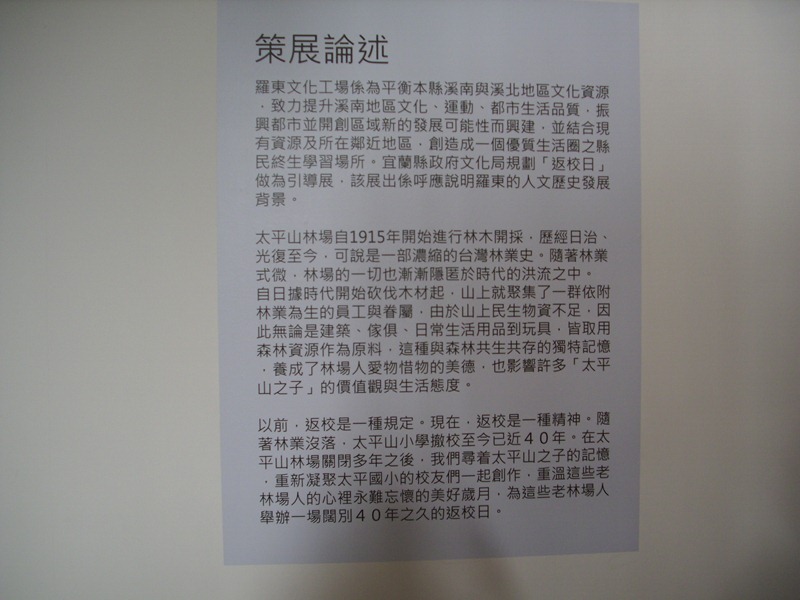 策展論述
羅東文化工場係為平衡本縣溪南與溪北地區文化資源
，致力提升溪南地區文化、運動、都市生活品質，振
興都市並開創區域新的發展可能性而興建，並結合現
有資源及所在鄰近地區，創造成一個優質生活圈之縣
民終生學習場所。宜蘭縣政府文化局規劃「返校日」
做為引導展，該展出係呼應說明羅東的人文歷史發展
背景。
太平山林場自1915年開始進行林木開採，歷經日治、
光復至今，可說是一部濃縮的台灣林業史。隨著林業
式微，林場的一切也漸漸隱匿於時代的洪流之中。
自日據時代開始砍伐木材起，山上就聚集了一群依附
林業為生的員工與眷屬，由於山上民生物資不足，因
此無論是建築、傢俱、日常生活用品到玩具，皆取用
森林資源作為原料，這種與森林共生共存的獨特記憶
，養成了林場人愛物惜物的美德，也影響許多「太平
山之子」的價值觀與生活態度。
以前，返校是一種規定。現在，返校是一種精神。隨
著林業沒落，太平山小學撤校至今已近４０年。在太
平山林場關閉多年之後，我們尋着太平山之子的記憶
，重新凝聚太平國小的校友們一起創作，重溫這些老
林場人的心裡永難忘懷的美好歲月，為這些老林場人
舉辦一場闊別４０年之久的返校日。